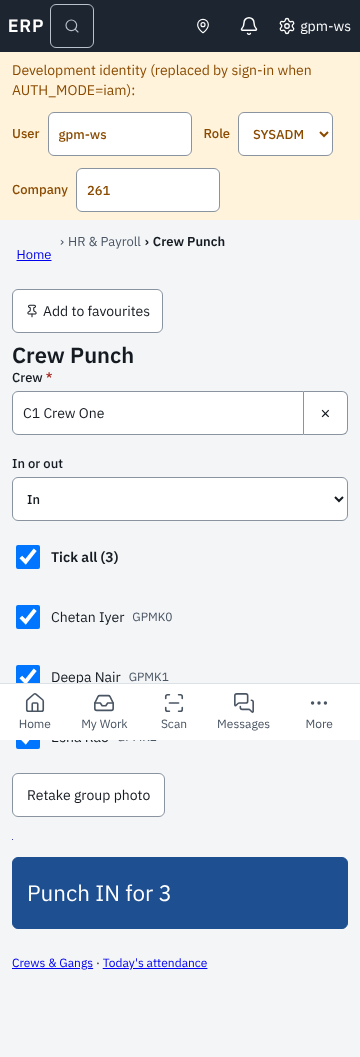 ERP
gpm-ws
Development identity (replaced by sign-in when
AUTH_MODE=iam):
User gpm-ws Role SYSADM
Company 261
Home › HR & Payroll › Crew Punch
Add to favourites
Crew Punch
Crew *
C1 Crew One ×
In or out
In
Tick all (3)
Chetan Iyer GPMK0
Deepa Nair GPMK1
Home My Work Scan Messages More
Retake group photo
.
Punch IN for 3
Crews & Gangs · Today's attendance